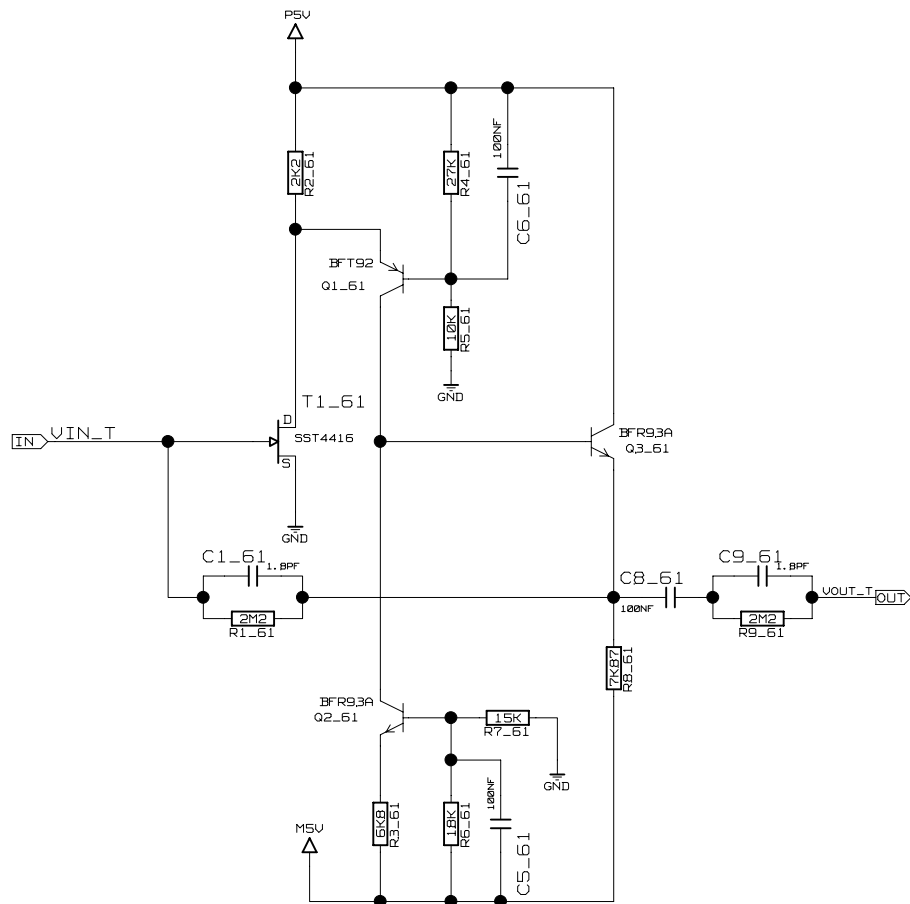 P5V
2K2
R2_61
27K
R4_61
100NF
C6_61
BFT92
Q1_61
10K
R5_61
GND
T1_61
D
SST4416
S
GND
IN
VIN_T
BFR93A
Q3_61
C1_61
1.8PF
2M2
R1_61
C8_61
100NF
C9_61
1.8PF
2M2
R9_61
VOUT_T
OUT
7K87
R8_61
BFR93A
Q2_61
15K
R7_61
GND
6K8
R3_61
18K
R6_61
100NF
C5_61
M5V